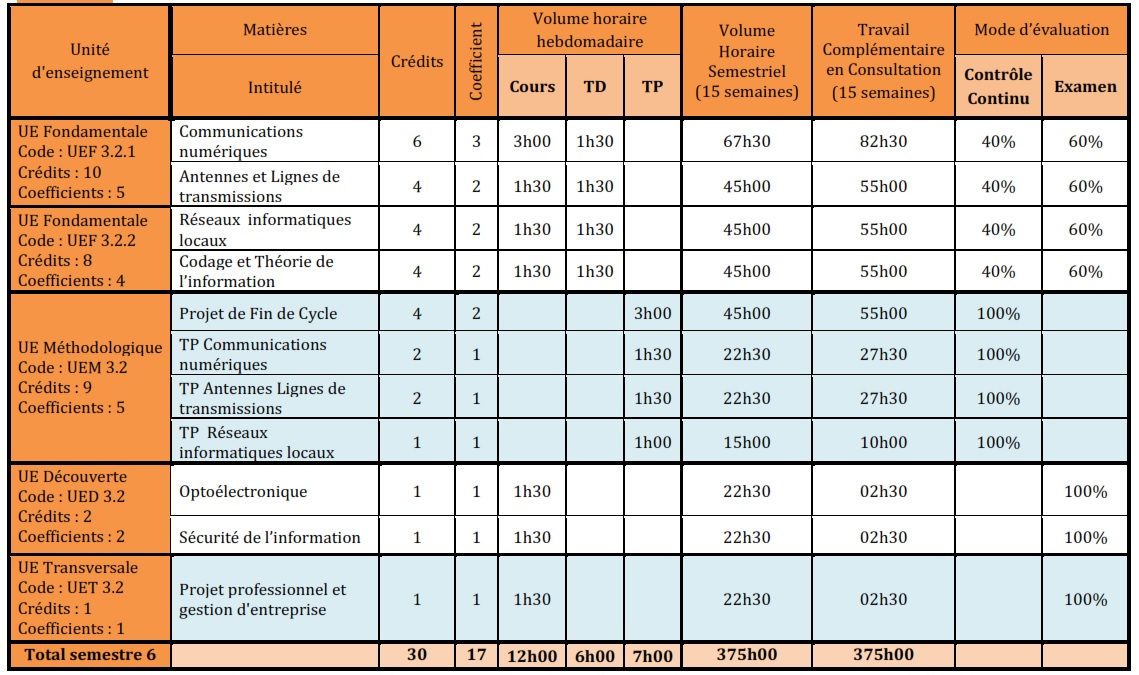 Unité
d'enseignement
Matières
Intitulé
Crédits
Coefficient
Volume horaire
hebdomadaire
Cours
TD
TP
Volume
Horaire
Semestriel
(15 semaines)
Travail
Complémentaire
en Consultation
(15 semaines)
Mode d'évaluation
Contrôle
Continu
Examen
UE Fondamentale
Code : UEF 3.2.1
Crédits : 10
Coefficients : 5
Communications
numériques
6 3 3h00 1h30 67h30 82h30 40% 60%
Antennes et Lignes de
transmissions
4 2 1h30 1h30 45h00 55h00 40% 60%
UE Fondamentale
Code : UEF 3.2.2
Crédits : 8
Coefficients : 4
Réseaux informatiques
locaux
4 2 1h30 1h30 45h00 55h00 40% 60%
Codage et Théorie de
l'information
4 2 1h30 1h30 45h00 55h00 40% 60%
UE Méthodologique
Code : UEM 3.2
Crédits : 9
Coefficients : 5
Projet de Fin de Cycle 4 2 3h00 45h00 55h00 100%
TP Communications
numériques
2 1 1h30 22h30 27h30 100%
TP Antennes Lignes de
transmissions
2 1 1h30 22h30 27h30 100%
TP Réseaux
informatiques locaux
1 1 1h00 15h00 10h00 100%
UE Découverte
Code : UED 3.2
Crédits : 2
Coefficients : 2
Optoélectronique 1 1 1h30 22h30 02h30 100%
Sécurité de l'information 1 1 1h30 22h30 02h30 100%
UE Transversale
Code : UET 3.2
Crédits : 1
Coefficients : 1
Projet professionnel et
gestion d'entreprise
1 1 1h30 22h30 02h30 100%
Total semestre 6 30 17 12h00 6h00 7h00 375h00 375h00